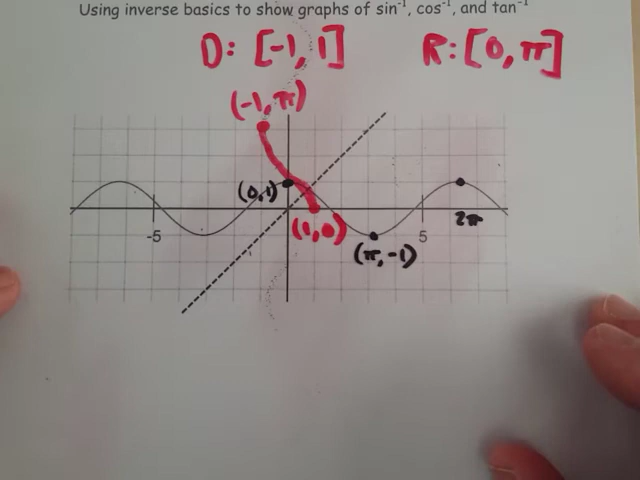 Using inverse basics to show graphs of sin⁻¹, cos⁻¹, and tan⁻¹
D: [-1, 1] R: [0, π]
(-1, π)
(0, 1)
2π
(1, 0)
-5 5
(π, -1)